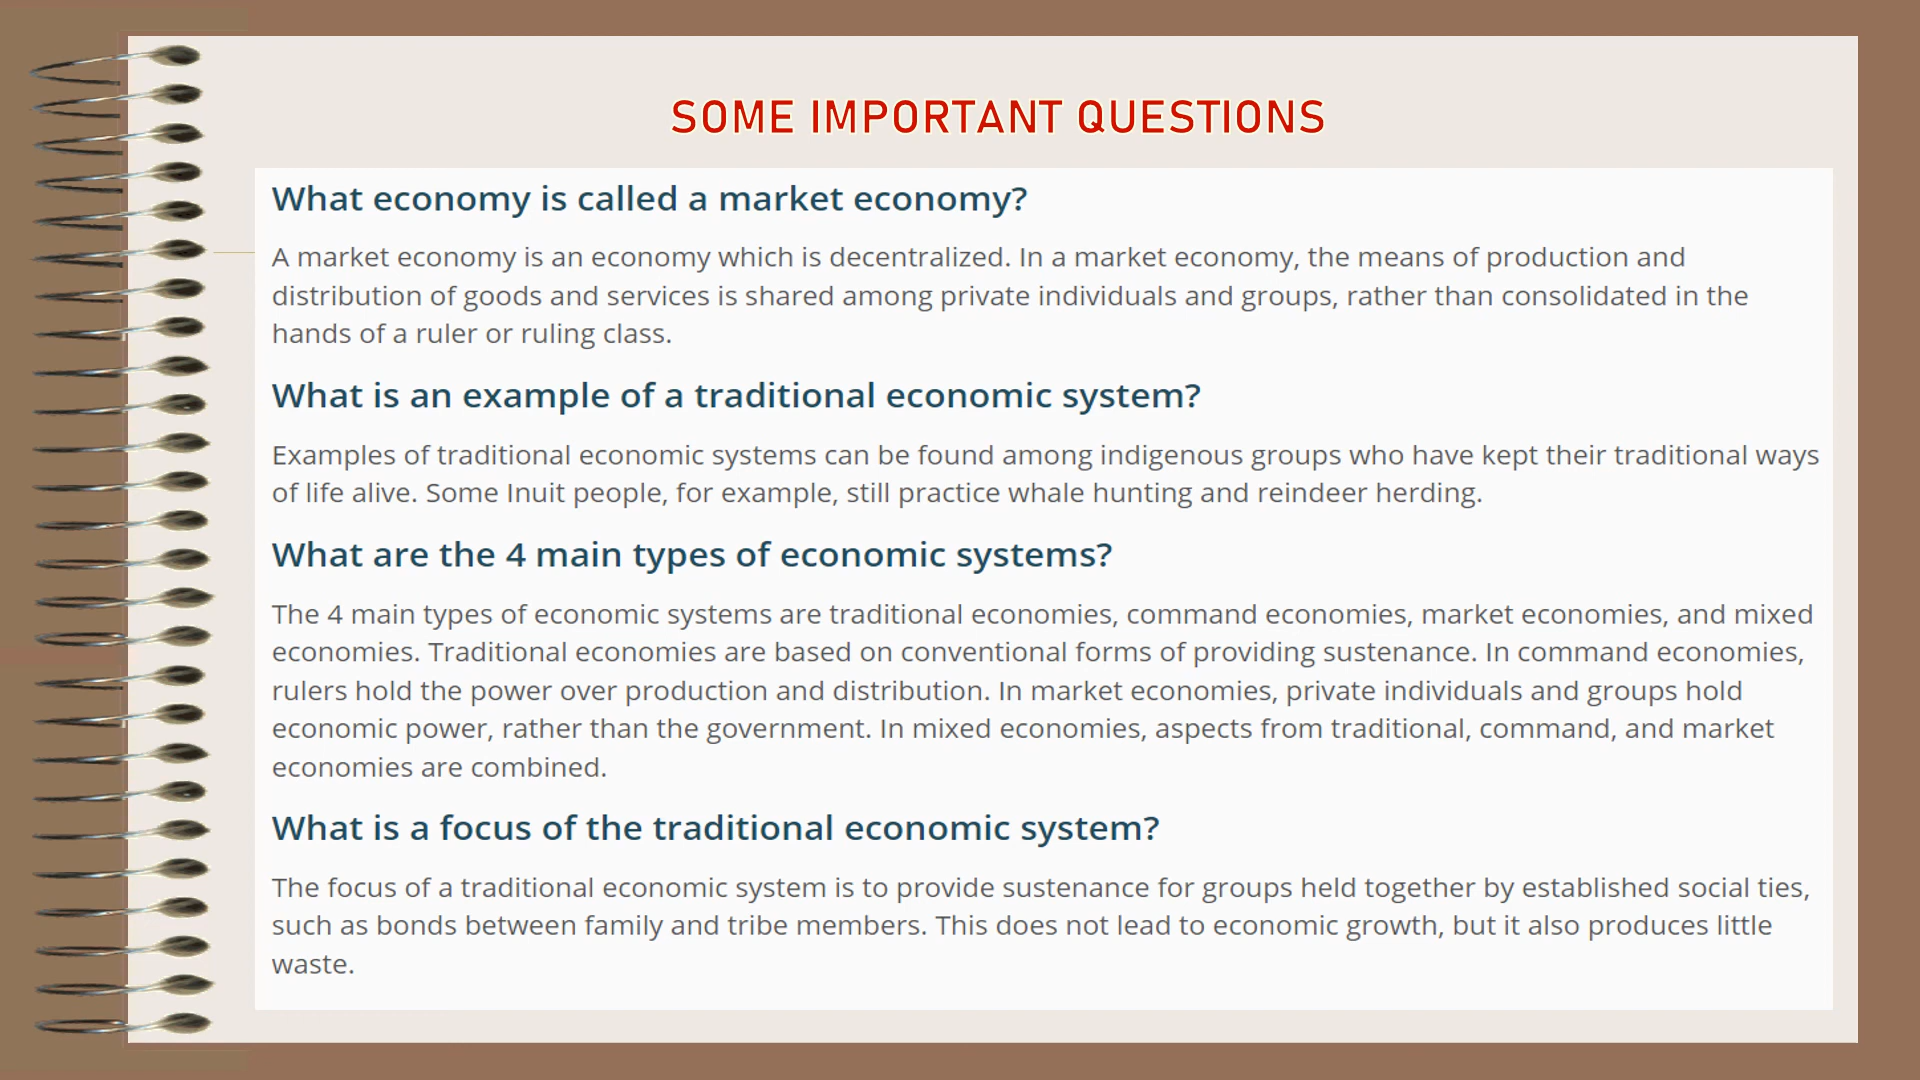 SOME IMPORTANT QUESTIONS
What economy is called a market economy?
A market economy is an economy which is decentralized. In a market economy, the means of production and
distribution of goods and services is shared among private individuals and groups, rather than consolidated in the
hands of a ruler or ruling class.
What is an example of a traditional economic system?
Examples of traditional economic systems can be found among indigenous groups who have kept their traditional ways
of life alive. Some Inuit people, for example, still practice whale hunting and reindeer herding.
What are the 4 main types of economic systems?
The 4 main types of economic systems are traditional economies, command economies, market economies, and mixed
economies. Traditional economies are based on conventional forms of providing sustenance. In command economies,
rulers hold the power over production and distribution. In market economies, private individuals and groups hold
economic power, rather than the government. In mixed economies, aspects from traditional, command, and market
economies are combined.
What is a focus of the traditional economic system?
The focus of a traditional economic system is to provide sustenance for groups held together by established social ties,
such as bonds between family and tribe members. This does not lead to economic growth, but it also produces little
waste.